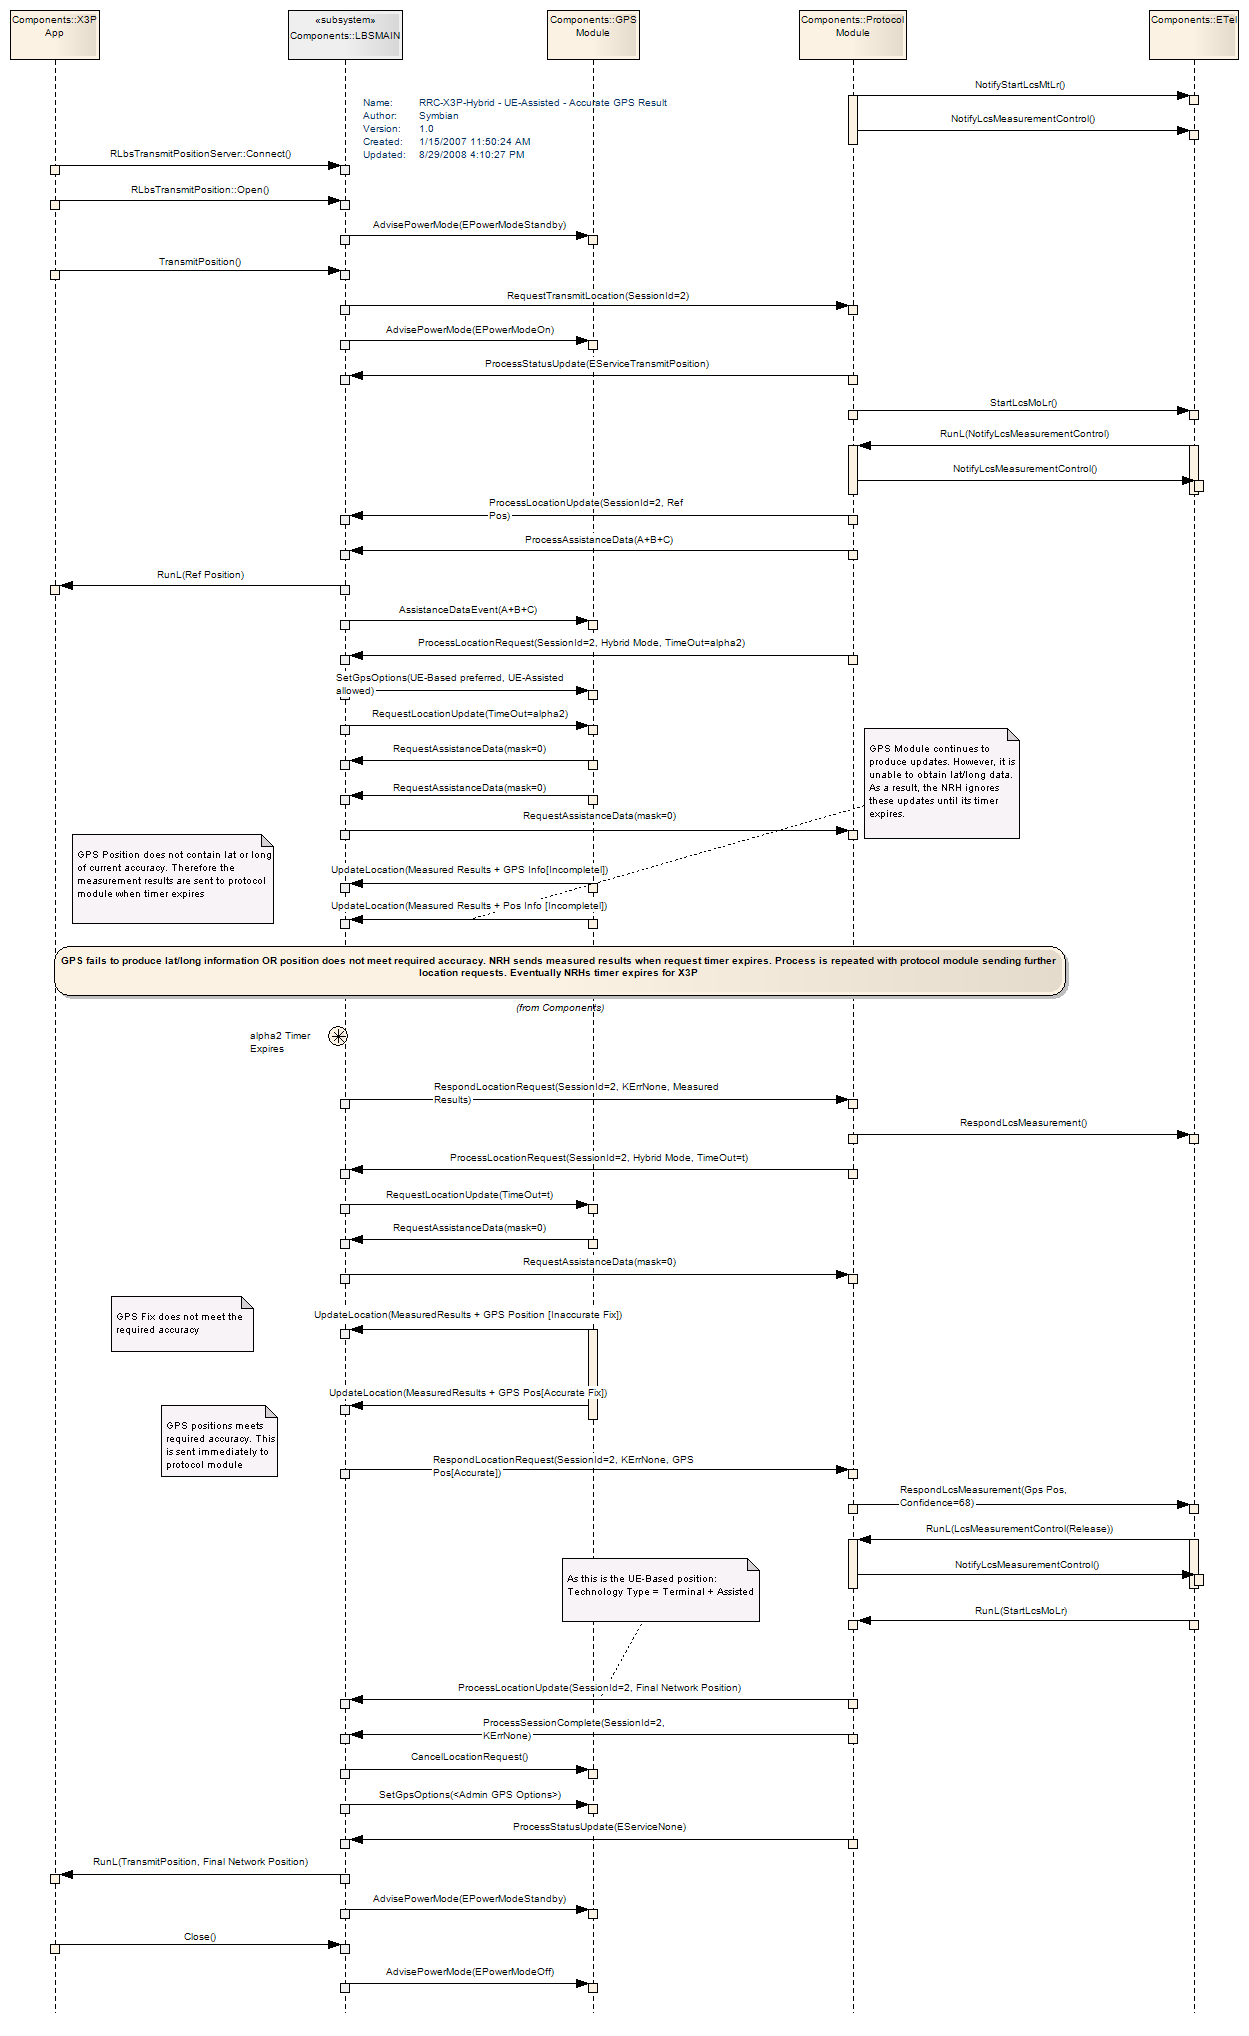 Components::X3P
App
«subsystem»
Components::LBSMAIN
Components::GPS
Module
Components::Protocol
Module
Components::ETel
NotifyStartLcsMtLr()
Name: RRC-X3P-Hybrid - UE-Assisted - Accurate GPS Result
Author: Symbian
Version: 1.0
Created: 1/15/2007 11:50:24 AM
Updated: 8/29/2008 4:10:27 PM
NotifyLcsMeasurementControl()
RLbsTransmitPositionServer::Connect()
RLbsTransmitPosition::Open()
AdvisePowerMode(EPowerModeStandby)
TransmitPosition()
RequestTransmitLocation(SessionId=2)
AdvisePowerMode(EPowerModeOn)
ProcessStatusUpdate(EServiceTransmitPosition)
StartLcsMoLr()
RunL(NotifyLcsMeasurementControl)
NotifyLcsMeasurementControl()
ProcessLocationUpdate(SessionId=2, Ref
Pos)
ProcessAssistanceData(A+B+C)
RunL(Ref Position)
AssistanceDataEvent(A+B+C)
ProcessLocationRequest(SessionId=2, Hybrid Mode, TimeOut=alpha2)
SetGpsOptions(UE-Based preferred, UE-Assisted
allowed)
RequestLocationUpdate(TimeOut=alpha2)
RequestAssistanceData(mask=0)
GPS Module continues to
produce updates. However, it is
unable to obtain lat/long data.
As a result, the NRH ignores
these updates until its timer
expires.
RequestAssistanceData(mask=0)
RequestAssistanceData(mask=0)
GPS Position does not contain lat or long
of current accuracy. Therefore the
measurement results are sent to protocol
module when timer expires
UpdateLocation(Measured Results + GPS Info[Incomplete])
UpdateLocation(Measured Results + Pos Info [Incomplete])
GPS fails to produce lat/long information OR position does not meet required accuracy. NRH sends measured results when request timer expires. Process is repeated with protocol module sending further
location requests. Eventually NRHs timer expires for X3P
(from Components)
alpha2 Timer
Expires
RespondLocationRequest(SessionId=2, KErrNone, Measured
Results)
RespondLcsMeasurement()
ProcessLocationRequest(SessionId=2, Hybrid Mode, TimeOut=t)
RequestLocationUpdate(TimeOut=t)
RequestAssistanceData(mask=0)
RequestAssistanceData(mask=0)
GPS Fix does not meet the
required accuracy
UpdateLocation(MeasuredResults + GPS Position [Inaccurate Fix])
UpdateLocation(MeasuredResults + GPS Pos[Accurate Fix])
GPS positions meets
required accuracy. This
is sent immediately to
protocol module
RespondLocationRequest(SessionId=2, KErrNone, GPS
Pos[Accurate])
RespondLcsMeasurement(Gps Pos,
Confidence=68)
RunL(LcsMeasurementControl(Release))
NotifyLcsMeasurementControl()
As this is the UE-Based position:
Technology Type = Terminal + Assisted
RunL(StartLcsMoLr)
ProcessLocationUpdate(SessionId=2, Final Network Position)
ProcessSessionComplete(SessionId=2,
KErrNone)
CancelLocationRequest()
SetGpsOptions(<Admin GPS Options>)
ProcessStatusUpdate(EServiceNone)
RunL(TransmitPosition, Final Network Position)
AdvisePowerMode(EPowerModeStandby)
Close()
AdvisePowerMode(EPowerModeOff)